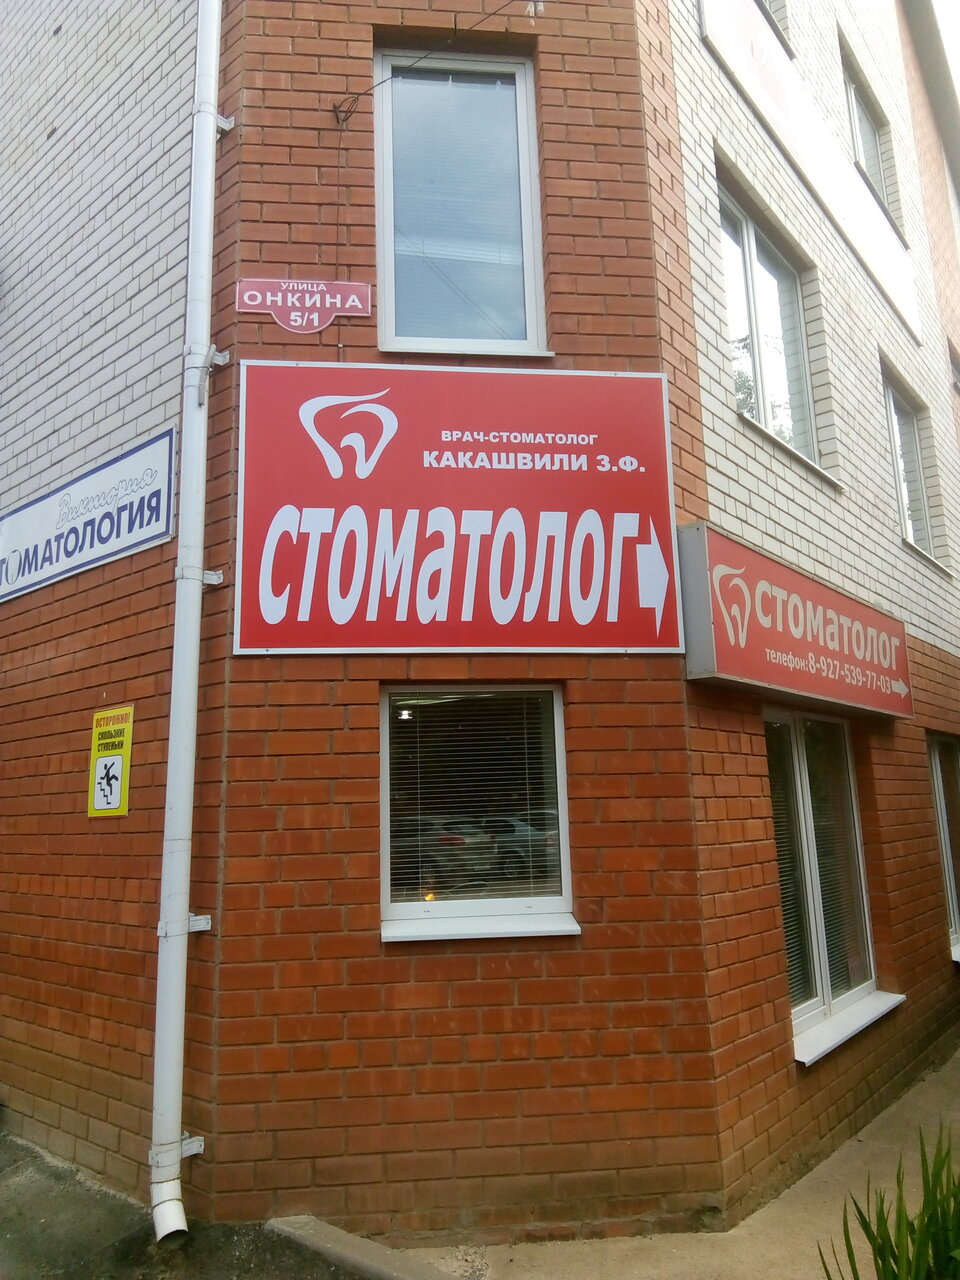 УЛИЦА
ОНКИНА
5/1
ВРАЧ-СТОМАТОЛОГ
КАКАШВИЛИ З.Ф.
СТОМАТОЛОГ
Виктория
СТОМАТОЛОГИЯ
СТОМАТОЛОГ
телефон:8-927-539-77-03
ОСТОРОЖНО!
СКОЛЬЗКИЕ
СТУПЕНЬКИ